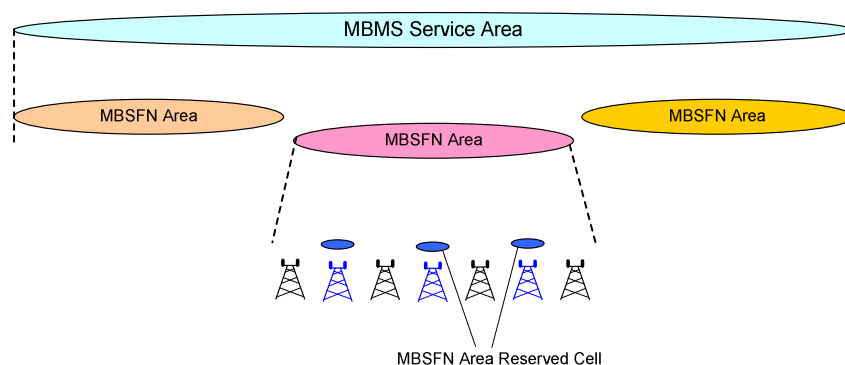 MBMS Service Area
MBSFN Area
MBSFN Area
MBSFN Area
MBSFN Area Reserved Cell